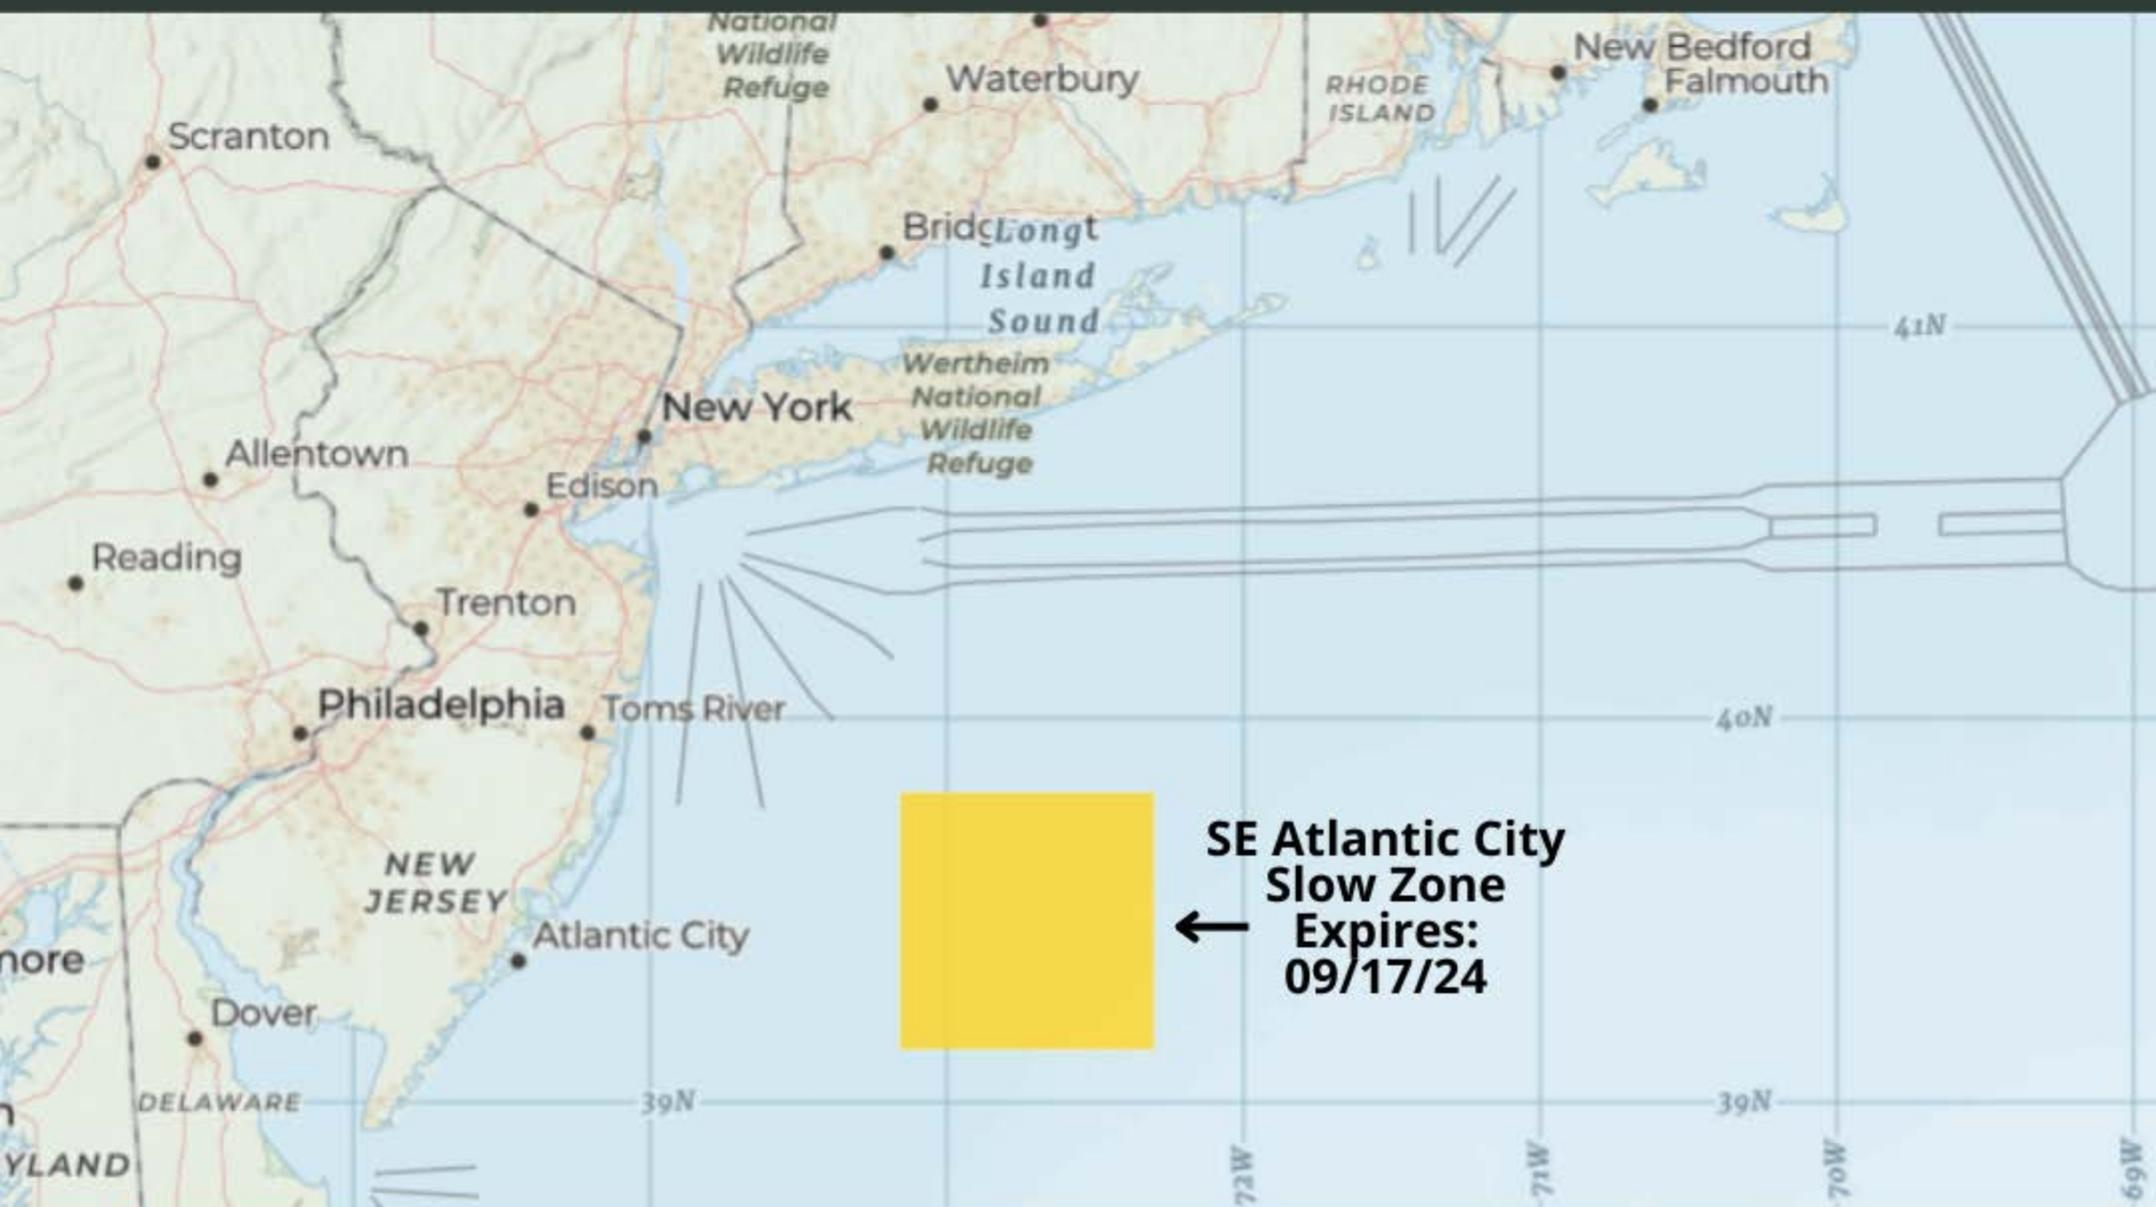 National
Wildlife
Refuge
Waterbury
RHODE
ISLAND
New Bedford
Falmouth
Scranton
Long
Island
Sound
41N
Wertheim
National
Wildlife
Refuge
New York
Allentown
Edison
Reading
Trenton
Philadelphia
Toms River
40N
SE Atlantic City
Slow Zone
Expires:
09/17/24
NEW
JERSEY
Atlantic City
more
Dover
DELAWARE
39N
39N
YLAND
72W
71W
70W
69W